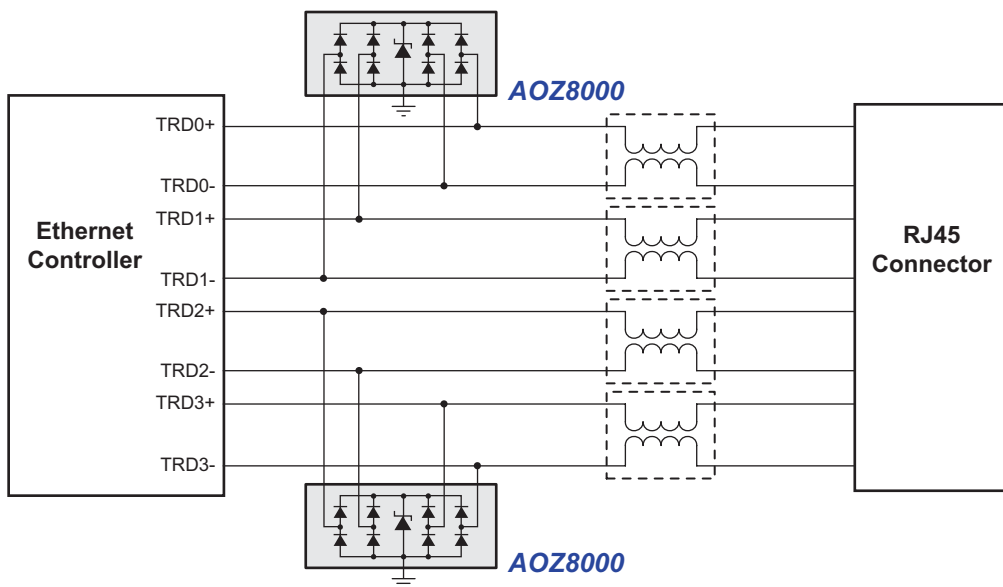 AOZ8000
TRD0+
TRD0-
TRD1+
Ethernet
Controller
RJ45
Connector
TRD1-
TRD2+
TRD2-
TRD3+
TRD3-
AOZ8000